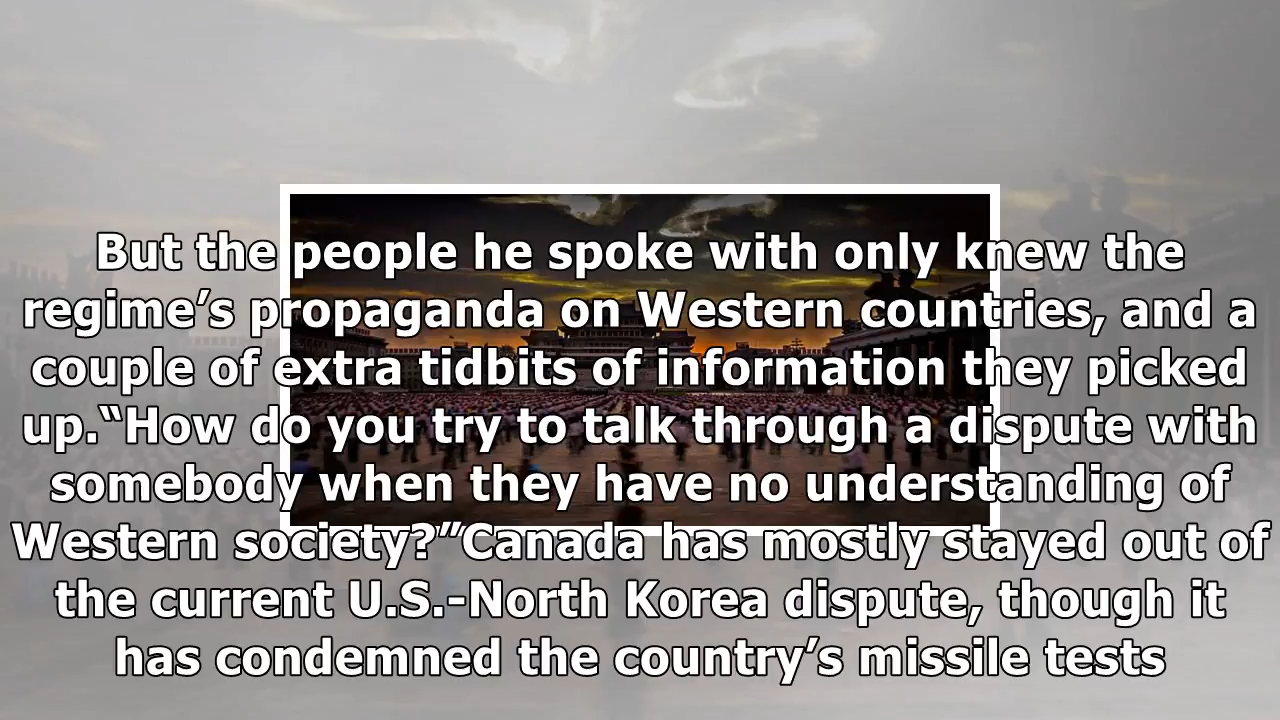 But the people he spoke with only knew the
regime’s propaganda on Western countries, and a
couple of extra tidbits of information they picked
up.“How do you try to talk through a dispute with
somebody when they have no understanding of
Western society?”Canada has mostly stayed out of
the current U.S.-North Korea dispute, though it
has condemned the country’s missile tests